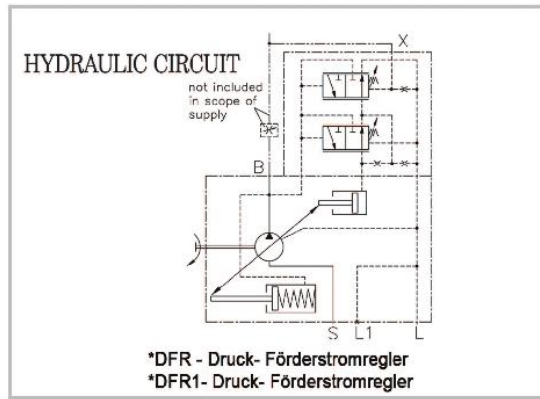 X
HYDRAULIC CIRCUIT
not included
in scope of
supply
B
S L1 L
*DFR - Druck- Förderstromregler
*DFR1- Druck- Förderstromregler